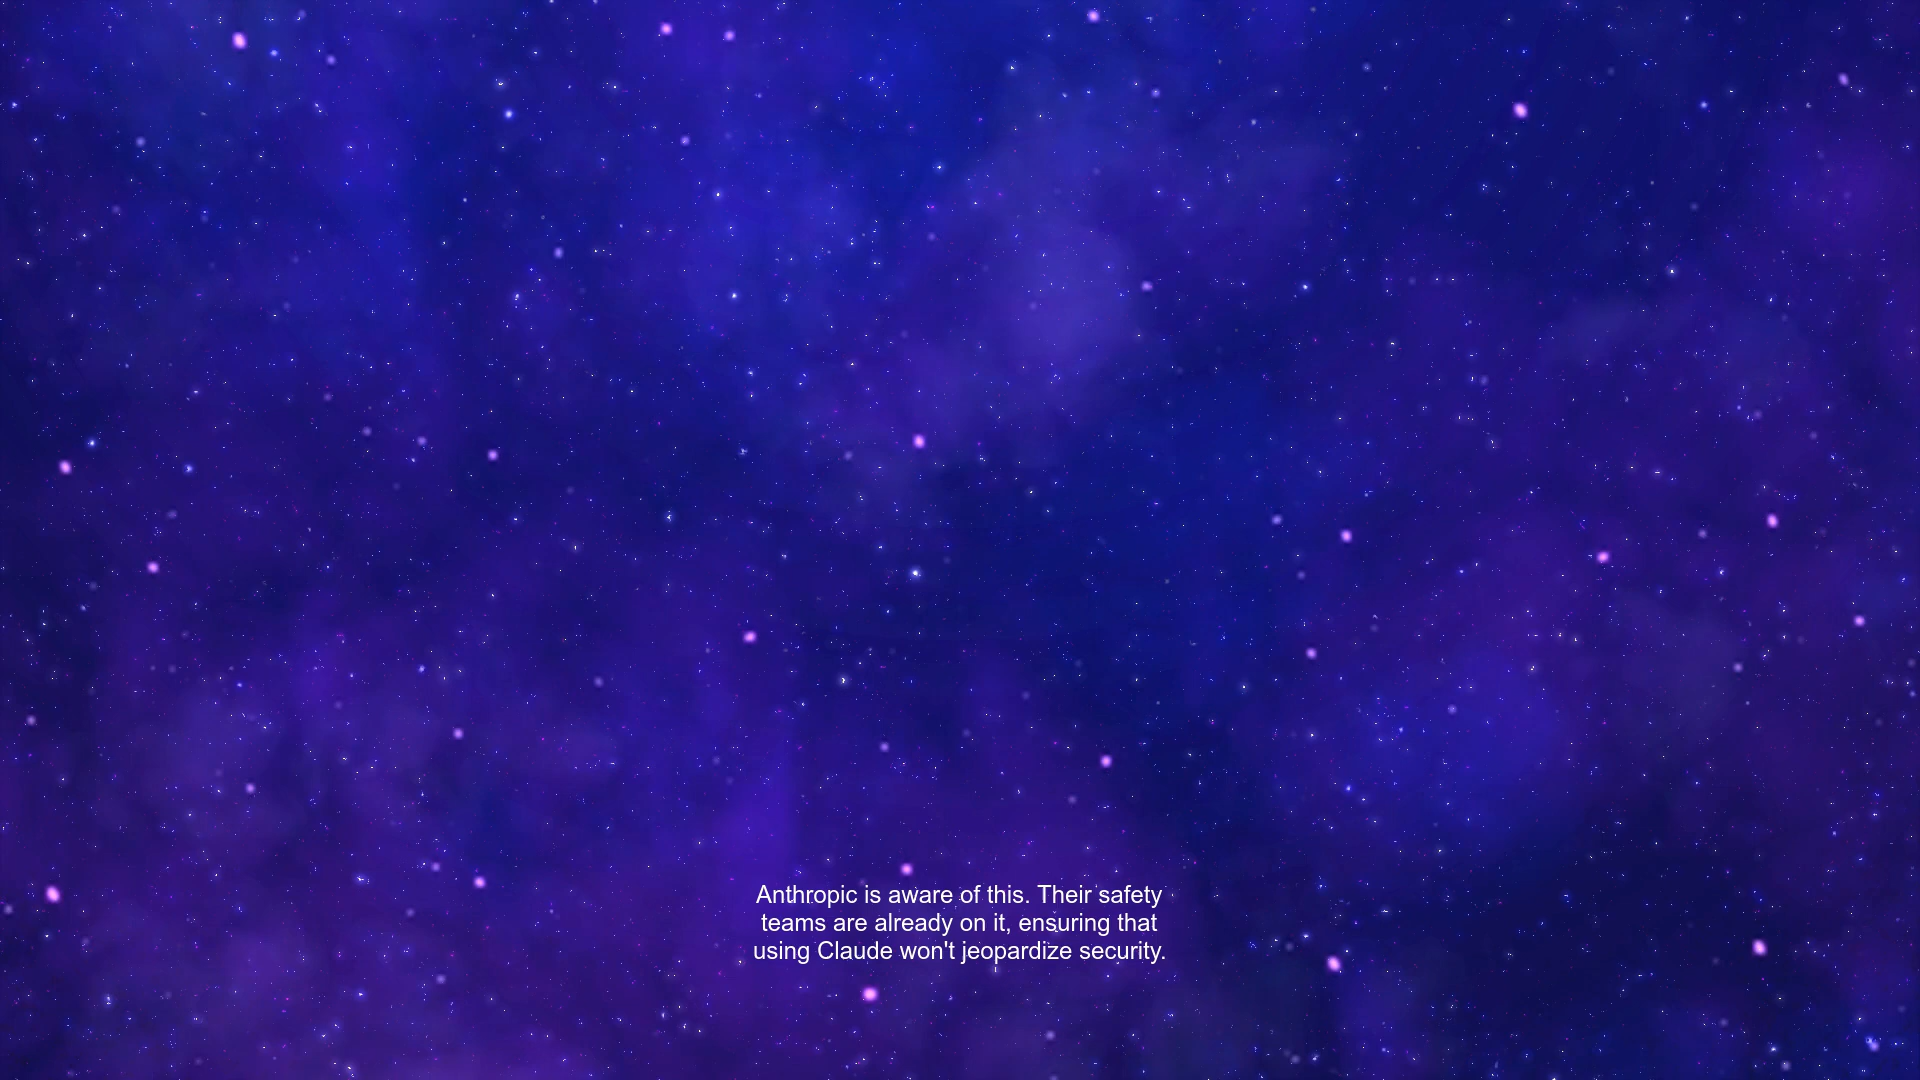 Anthropic is aware of this. Their safety
teams are already on it, ensuring that
using Claude won't jeopardize security.